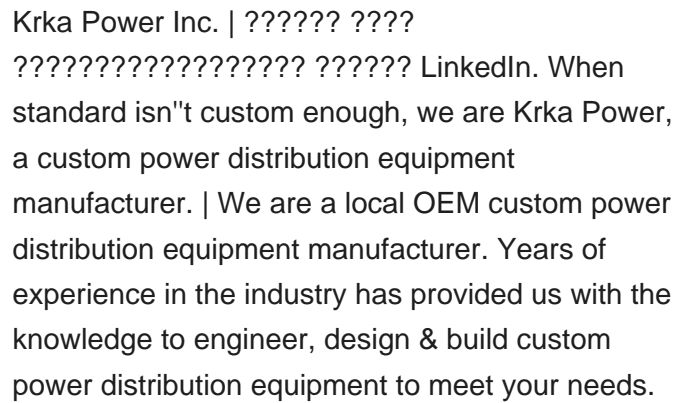 Krka Power Inc. | ?????? ????
?????????????????? ?????? LinkedIn. When
standard isn"t custom enough, we are Krka Power,
a custom power distribution equipment
manufacturer. | We are a local OEM custom power
distribution equipment manufacturer. Years of
experience in the industry has provided us with the
knowledge to engineer, design & build custom
power distribution equipment to meet your needs.